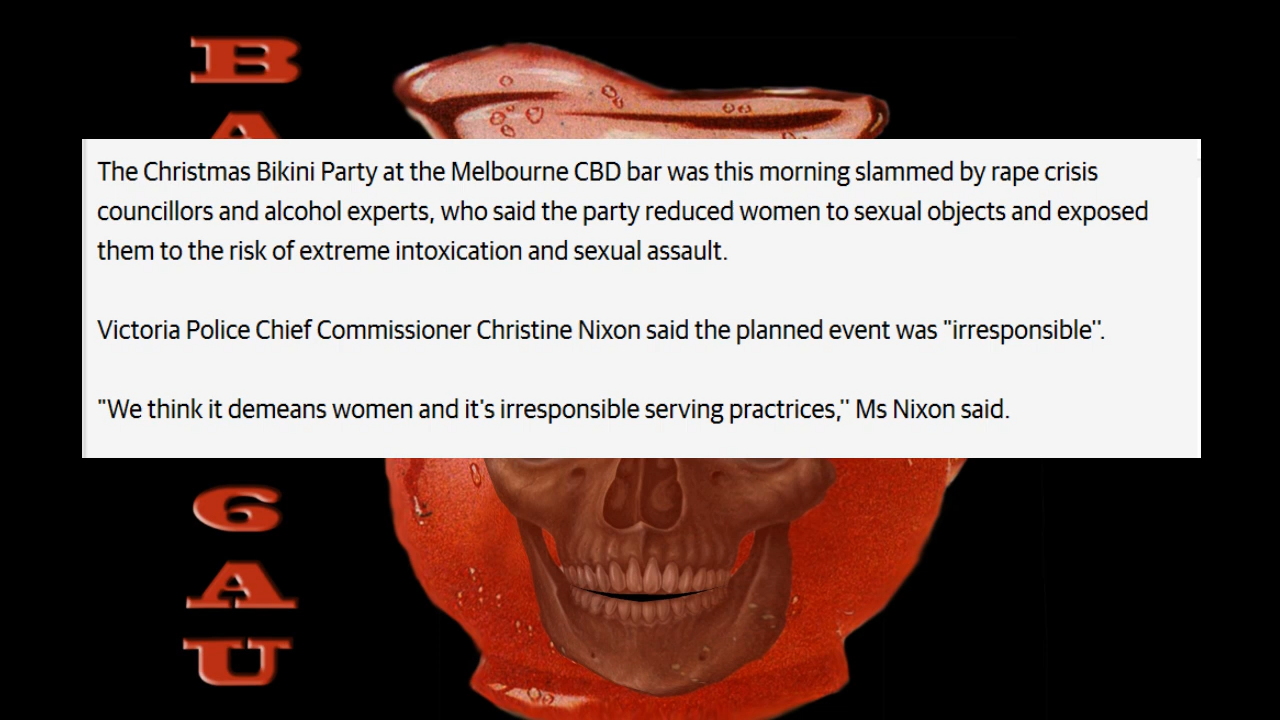 B
A
The Christmas Bikini Party at the Melbourne CBD bar was this morning slammed by rape crisis
councillors and alcohol experts, who said the party reduced women to sexual objects and exposed
them to the risk of extreme intoxication and sexual assault.
Victoria Police Chief Commissioner Christine Nixon said the planned event was "irresponsible".
"We think it demeans women and it's irresponsible serving practrices," Ms Nixon said.
6
A
U